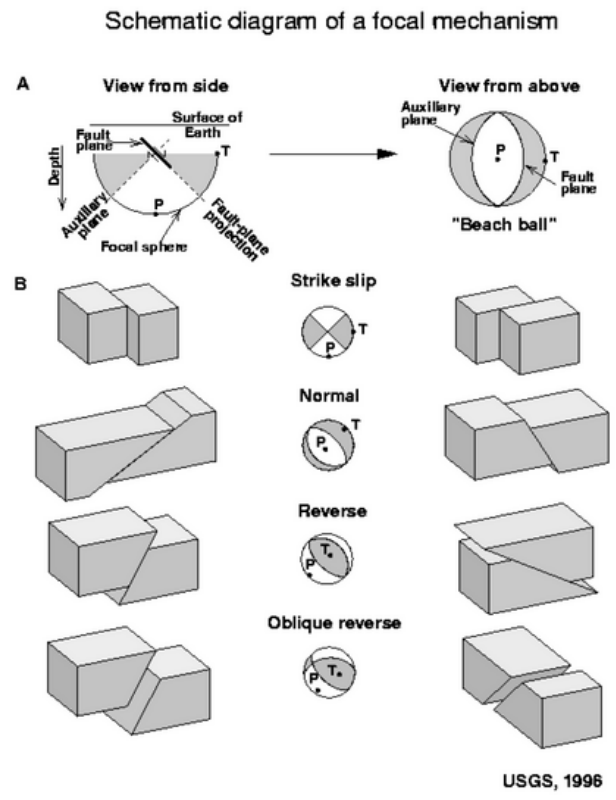 Schematic diagram of a focal mechanism
A
View from side
Surface of
Earth
Fault
plane
T
Depth
P
Auxiliary
plane
Focal sphere
Fault-plane
projection
View from above
Auxiliary
plane
P
T
Fault
plane
"Beach ball"
B
Strike slip
T
P
Normal
T
P
Reverse
T
P
Oblique reverse
T
P
USGS, 1996